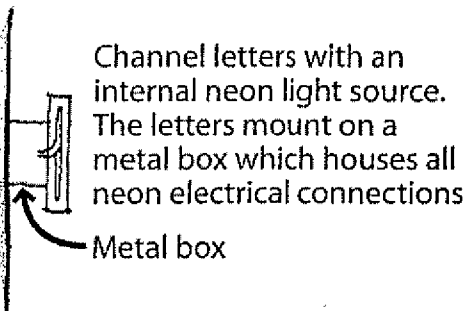 Channel letters with an
internal neon light source.
The letters mount on a
metal box which houses all
neon electrical connections
Metal box